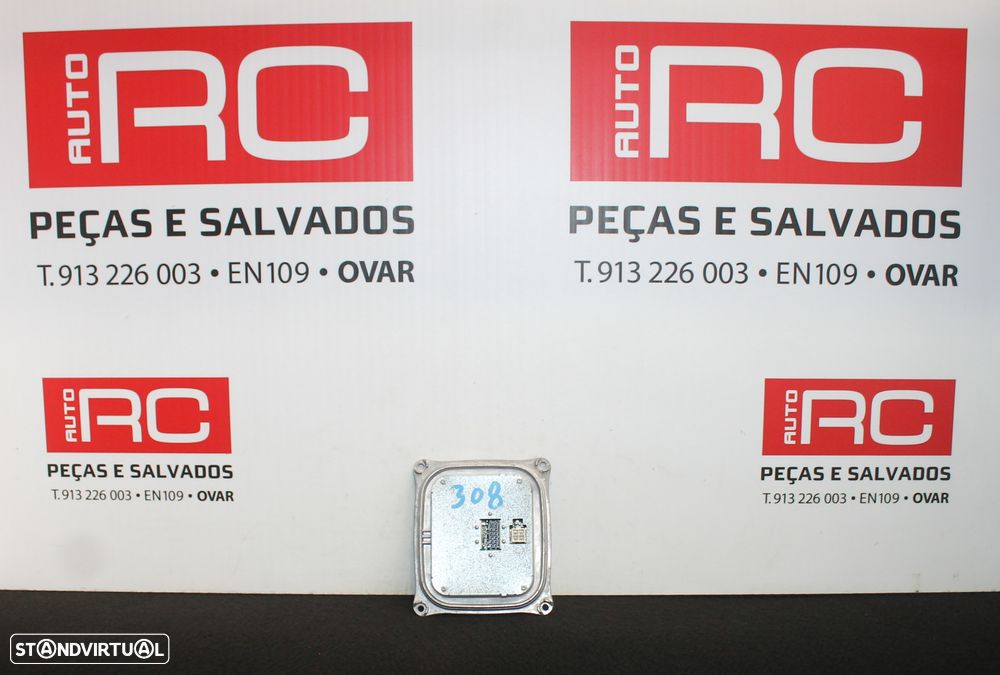 AUTO RC
PEÇAS E SALVADOS
T. 913 226 003 • EN109 • OVAR
AUTO RC
PEÇAS E SALVADOS
T. 913 226 003 • EN109 • OVAR
AUTO RC
PEÇAS E SALVADOS
T. 913 226 003 • EN109 • OVAR
AUTO RC
PEÇAS E SALVADOS
T. 913 226 003 • EN109 • OVAR
308
STANDVIRTUAL